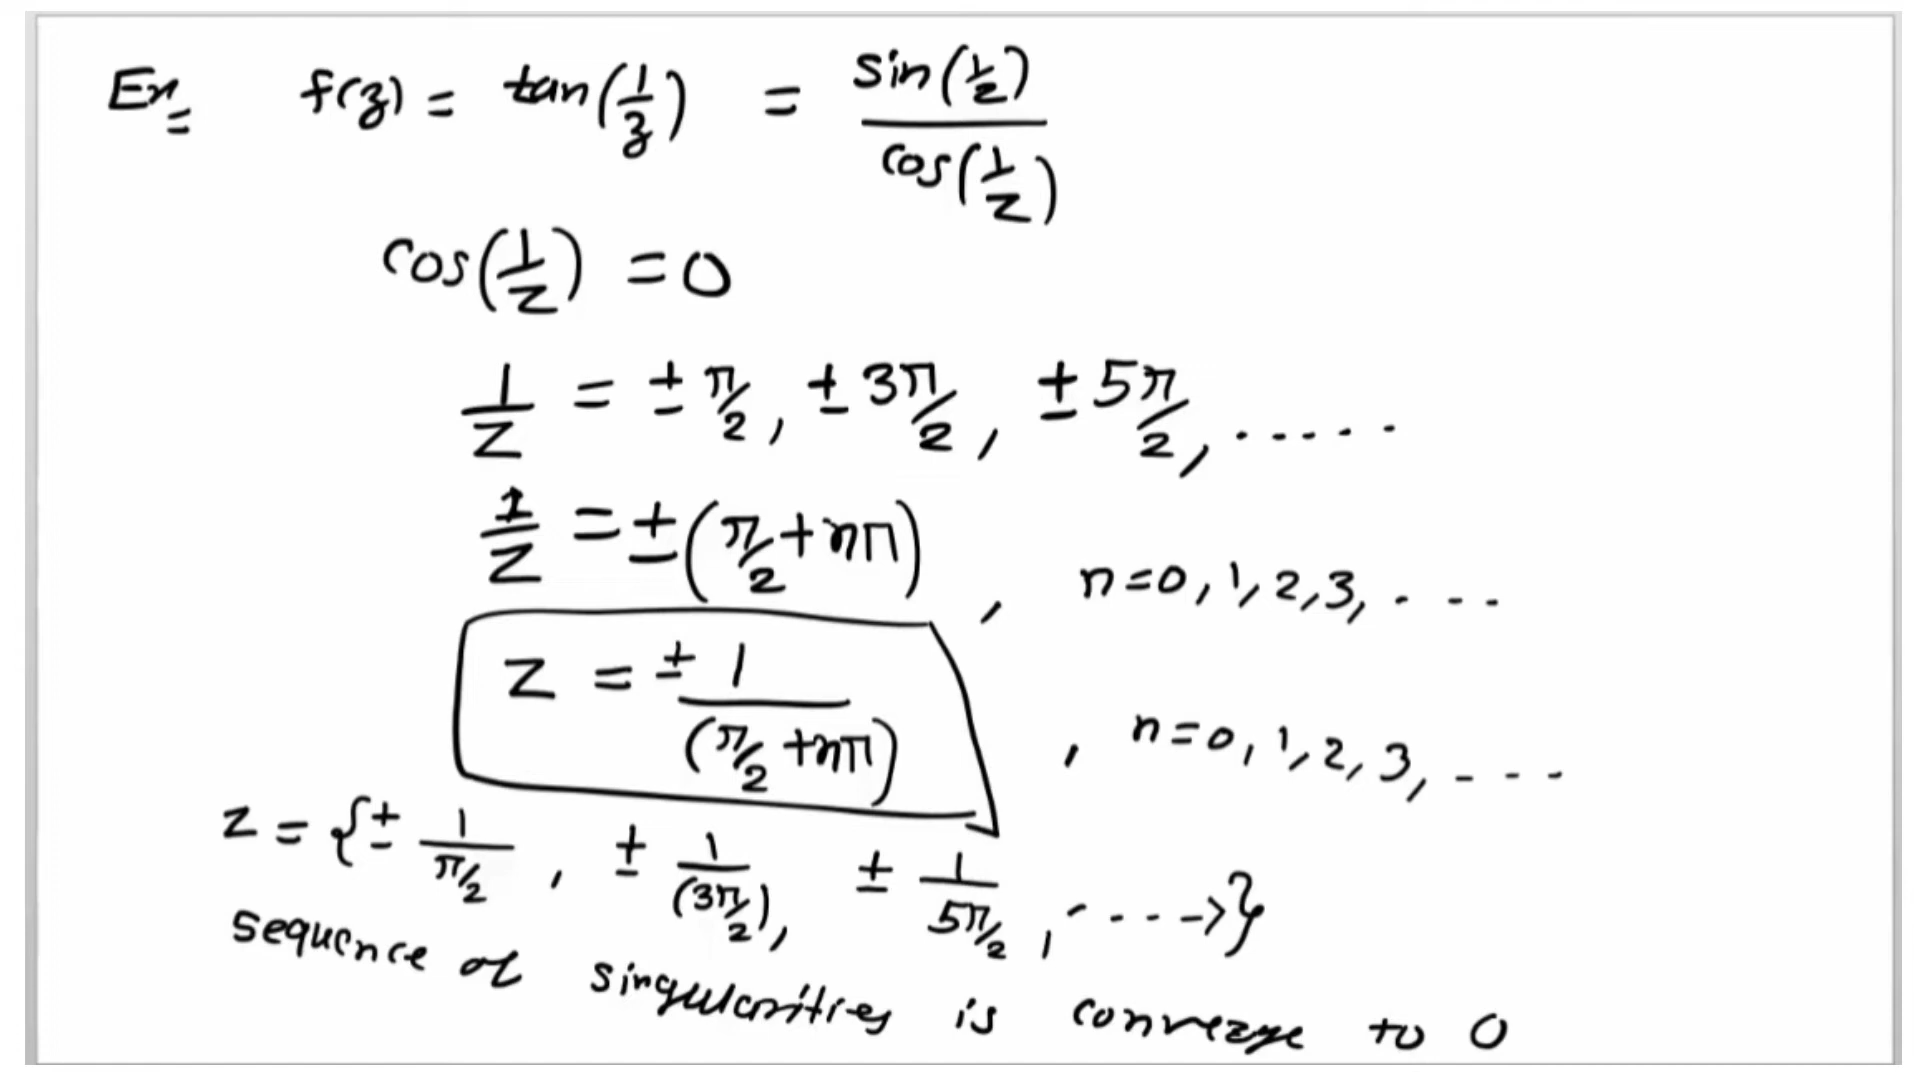 Ex= f(z) = tan(1/z) = sin(1/z) / cos(1/z)
cos(1/z) = 0
1/z = ± π/2, ± 3π/2, ± 5π/2, .....
1/z = ±(π/2 + nπ), n=0, 1, 2, 3, ...
z = ± 1/(π/2 + nπ), n=0, 1, 2, 3, ...
z = {± 1/π/2, ± 1/(3π/2), ± 1/5π/2, ....→}
sequence of singularities is converge to 0